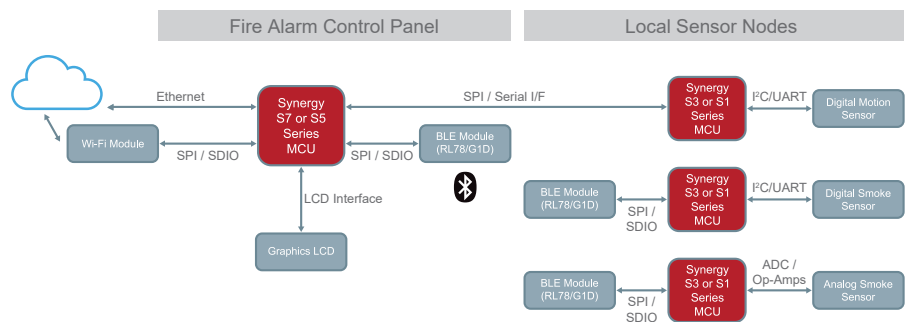 Fire Alarm Control Panel
Local Sensor Nodes
Ethernet
Wi-Fi Module
SPI / SDIO
Synergy
S7 or S5
Series
MCU
SPI / SDIO
BLE Module
(RL78/G1D)
LCD Interface
Graphics LCD
SPI / Serial I/F
Synergy
S3 or S1
Series
MCU
I²C/UART
Digital Motion
Sensor
BLE Module
(RL78/G1D)
SPI /
SDIO
Synergy
S3 or S1
Series
MCU
I²C/UART
Digital Smoke
Sensor
BLE Module
(RL78/G1D)
SPI /
SDIO
Synergy
S3 or S1
Series
MCU
ADC /
Op-Amps
Analog Smoke
Sensor